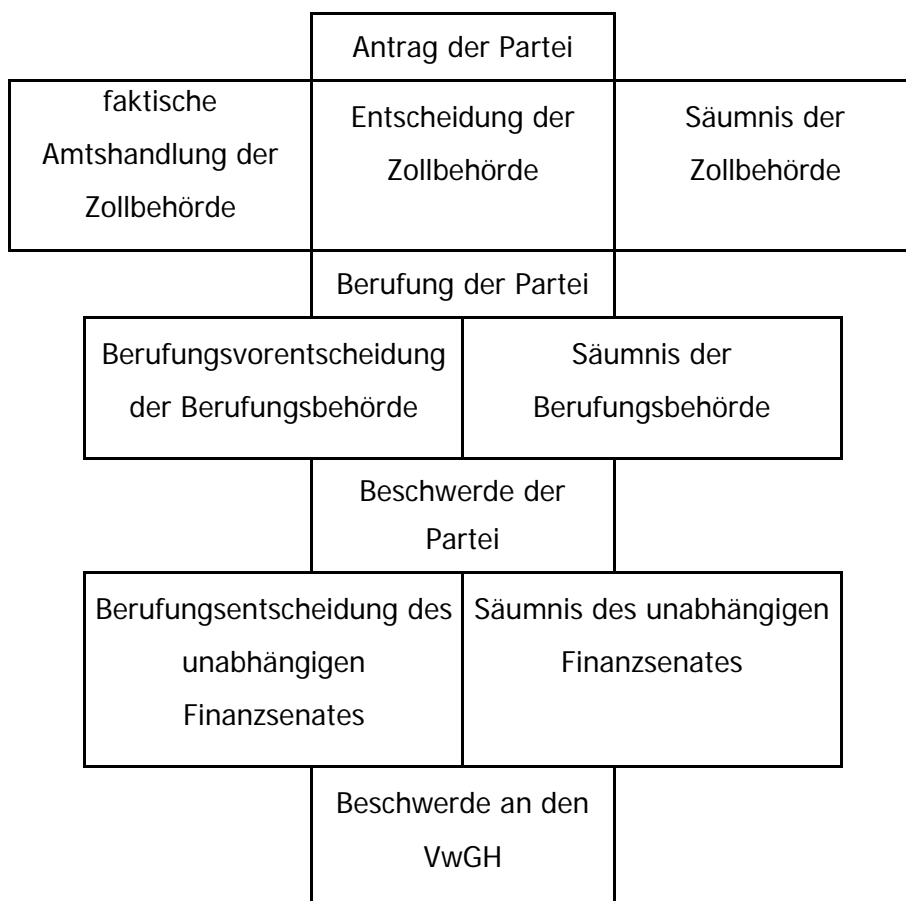 Antrag der Partei
faktische
Amtshandlung der
Zollbehörde
Entscheidung der
Zollbehörde
Säumnis der
Zollbehörde
Berufung der Partei
Berufungsvorentscheidung
der Berufungsbehörde
Säumnis der
Berufungsbehörde
Beschwerde der
Partei
Berufungsentscheidung des
unabhängigen
Finanzsenates
Säumnis des unabhängigen
Finanzsenates
Beschwerde an den
VwGH